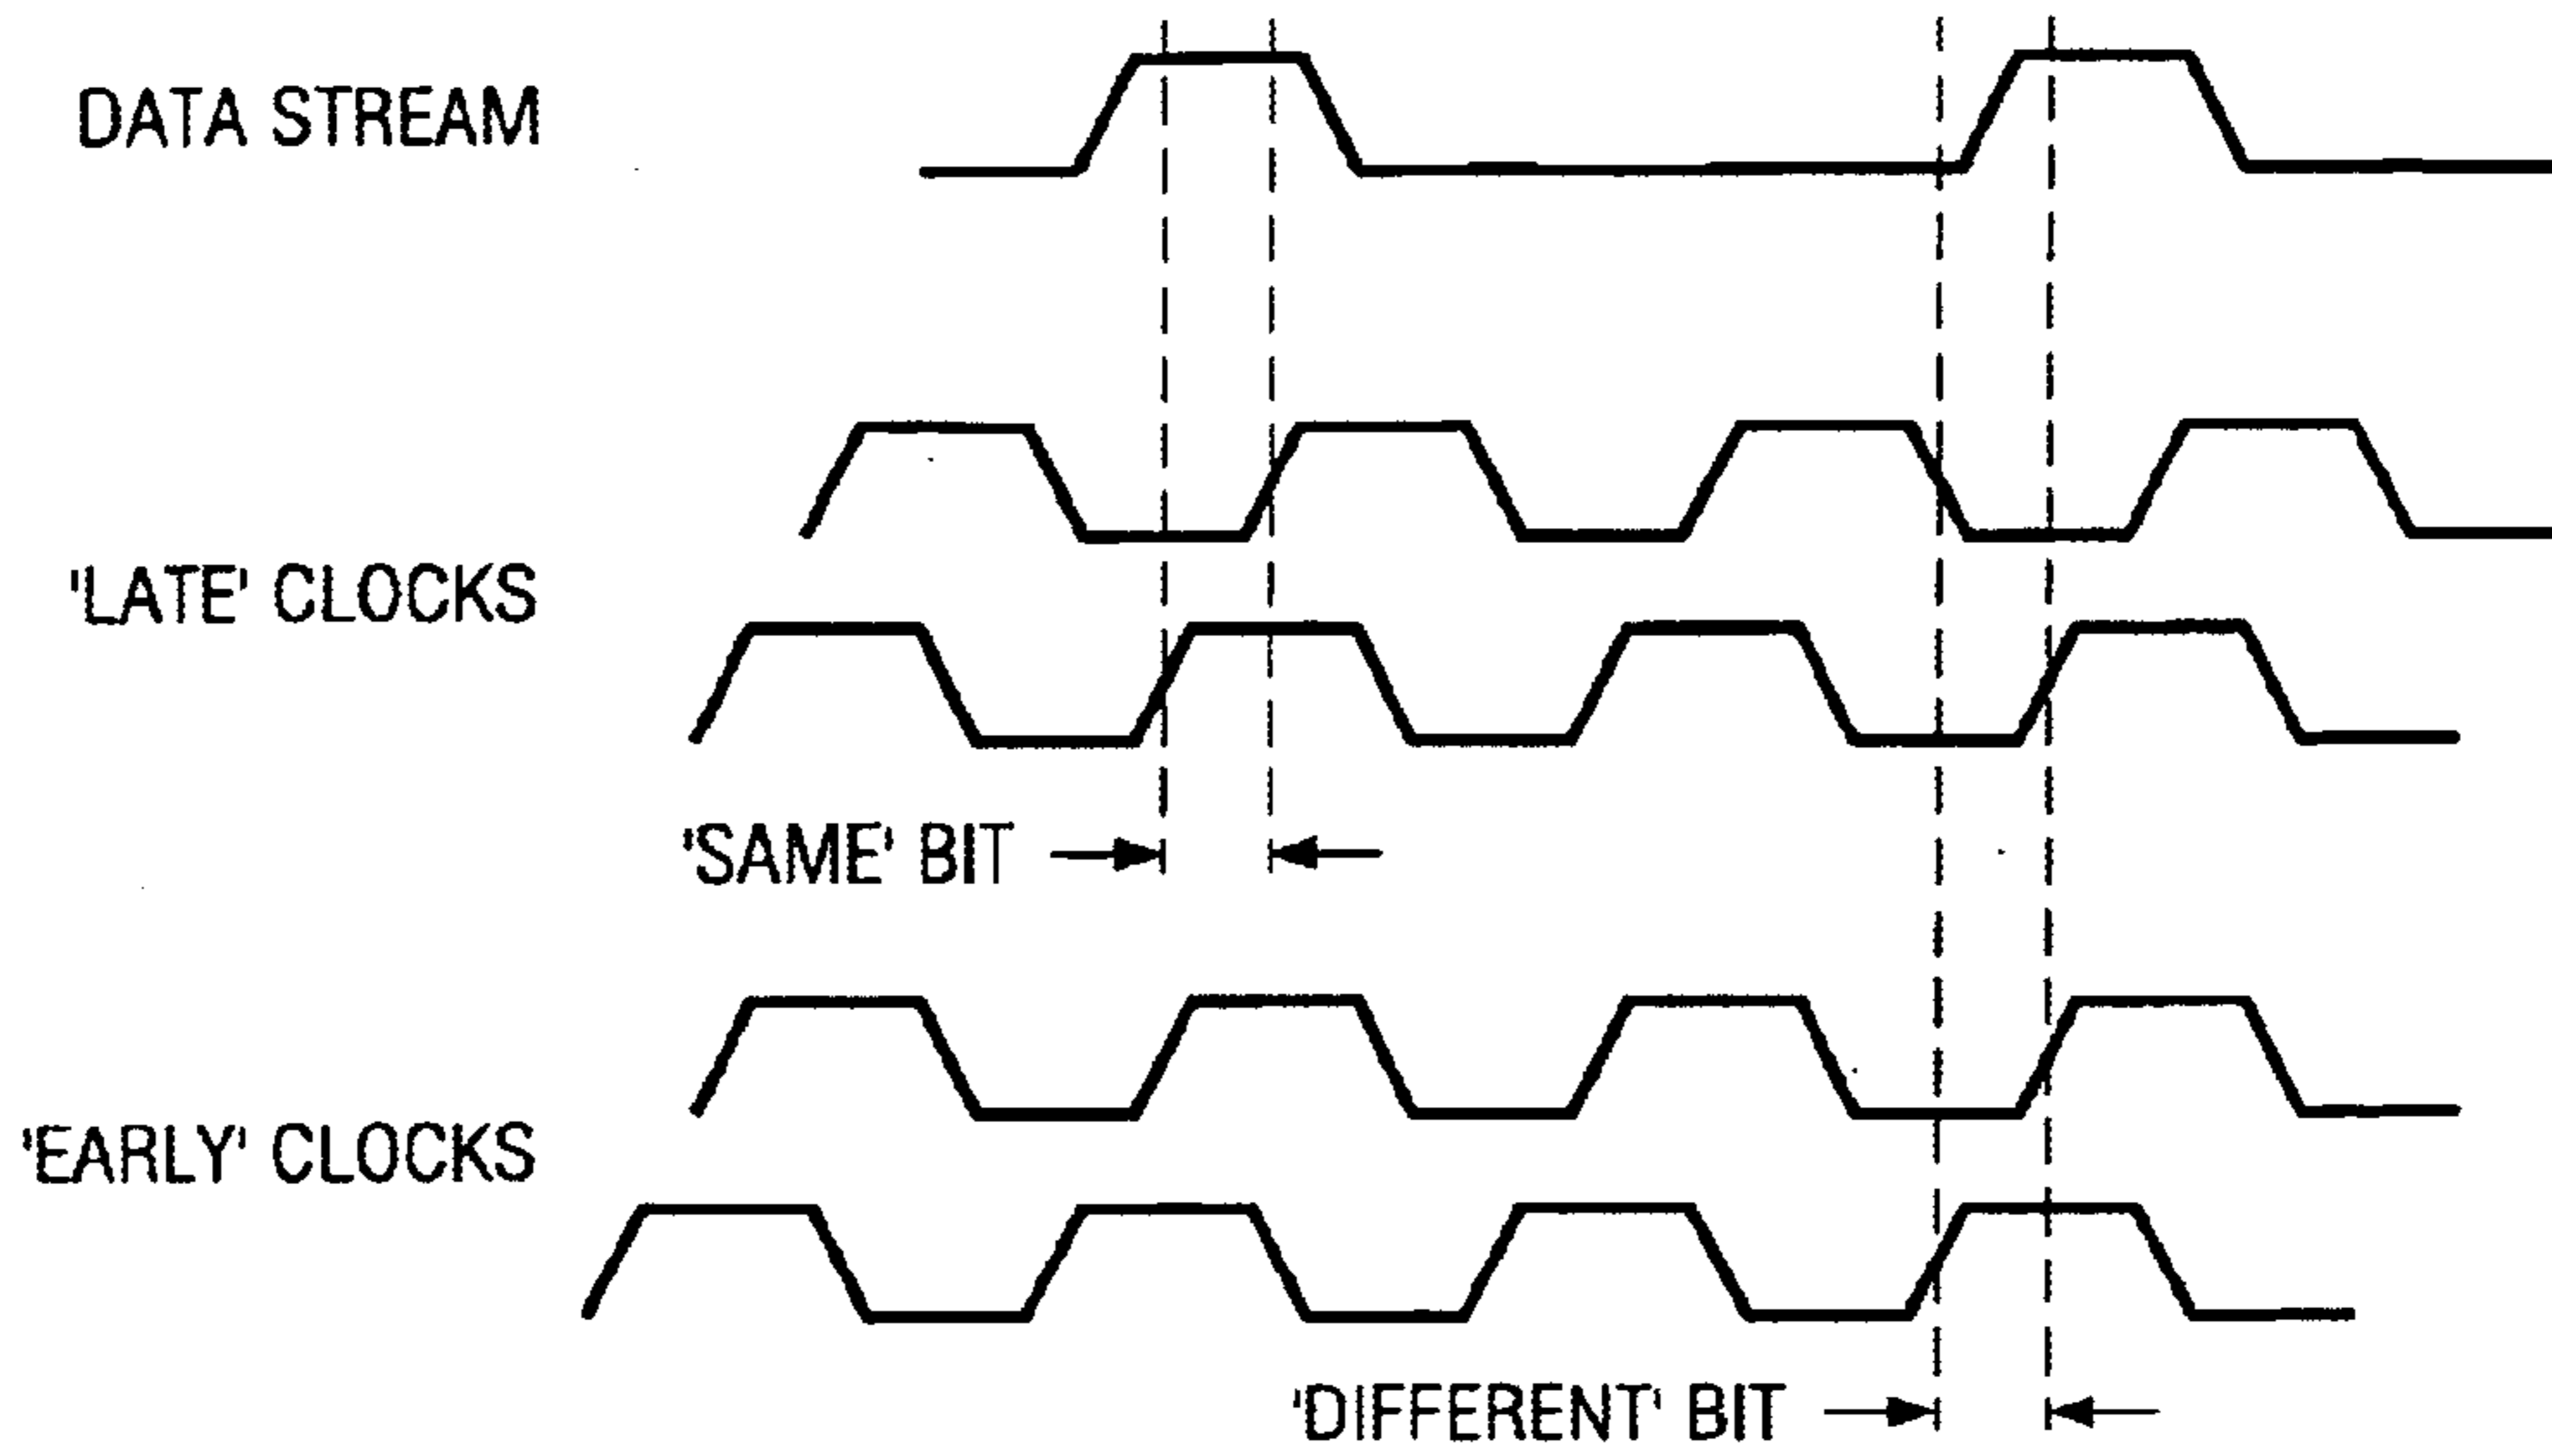 DATA STREAM
'LATE' CLOCKS
'SAME' BIT
'EARLY' CLOCKS
'DIFFERENT' BIT